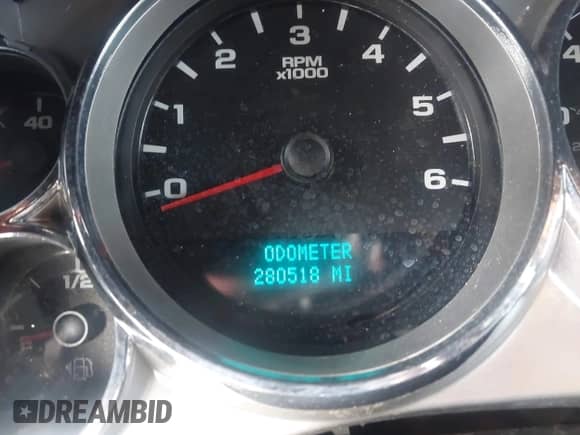 3
2
4
RPM
x1000
1
5
0
6
40
ODOMETER
280518 MI
1/2
DREAMBID